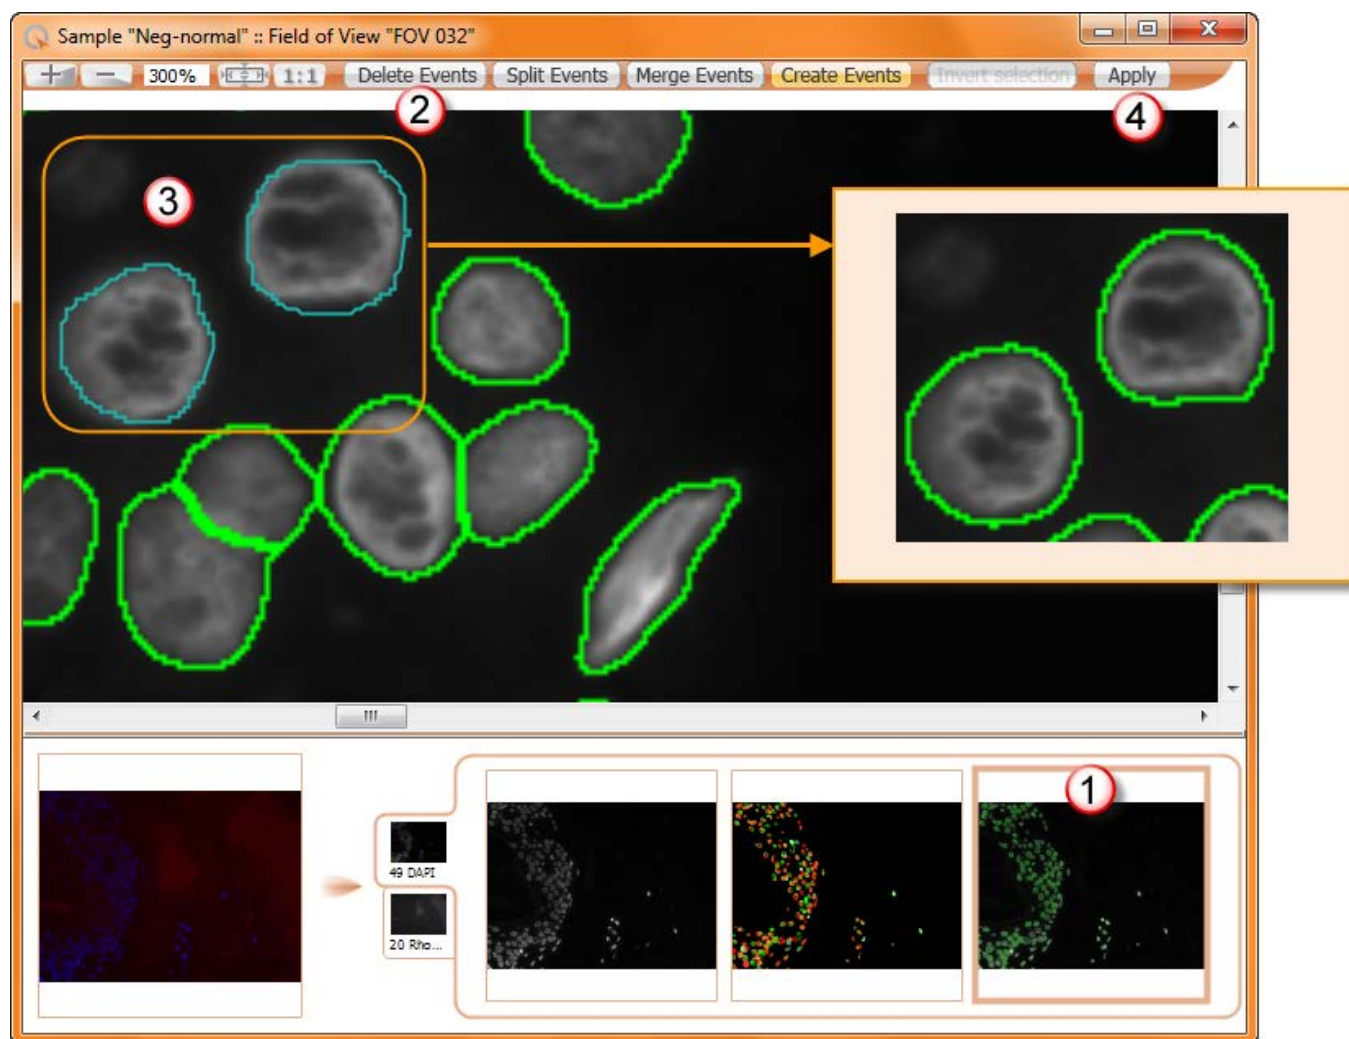 Sample "Neg-normal" :: Field of View "FOV 032"
300% 1:1 Delete Events Split Events Merge Events Create Events Invert selection Apply
2
4
3
1
49 DAPI
20 Rho...